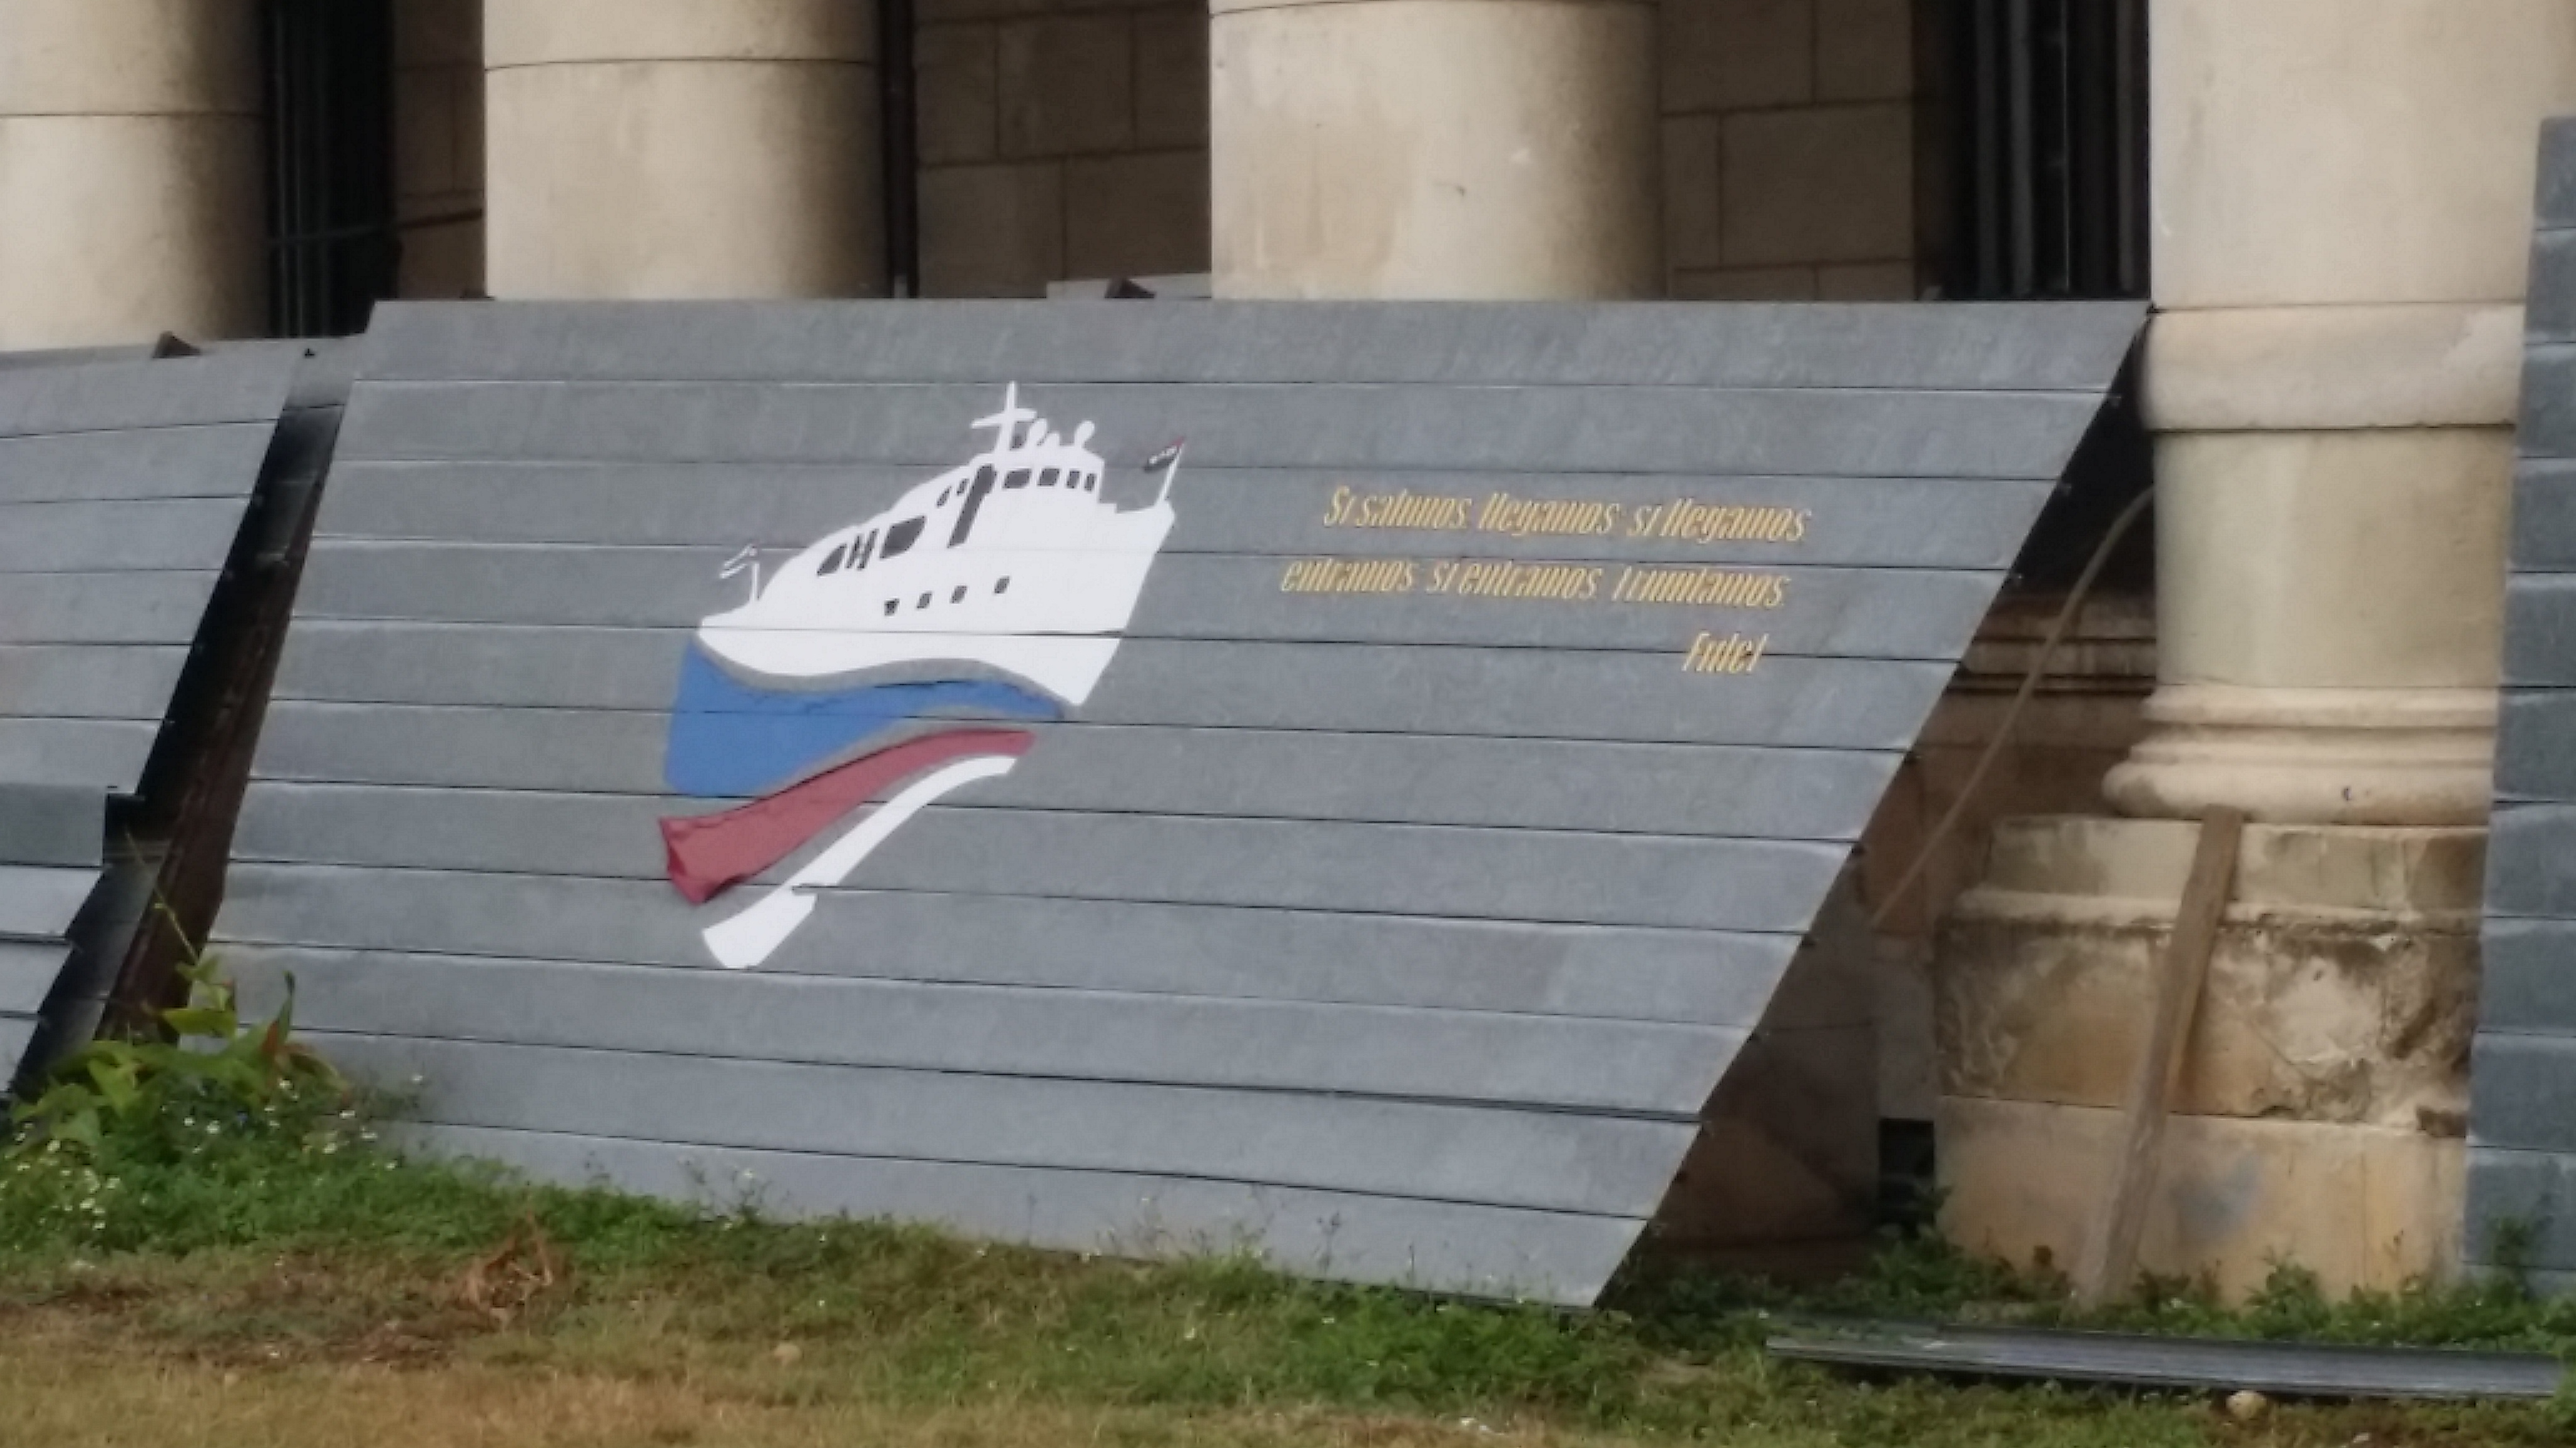 Si salimos llegamos si llegamos
entramos si entramos triunfamos
Fidel